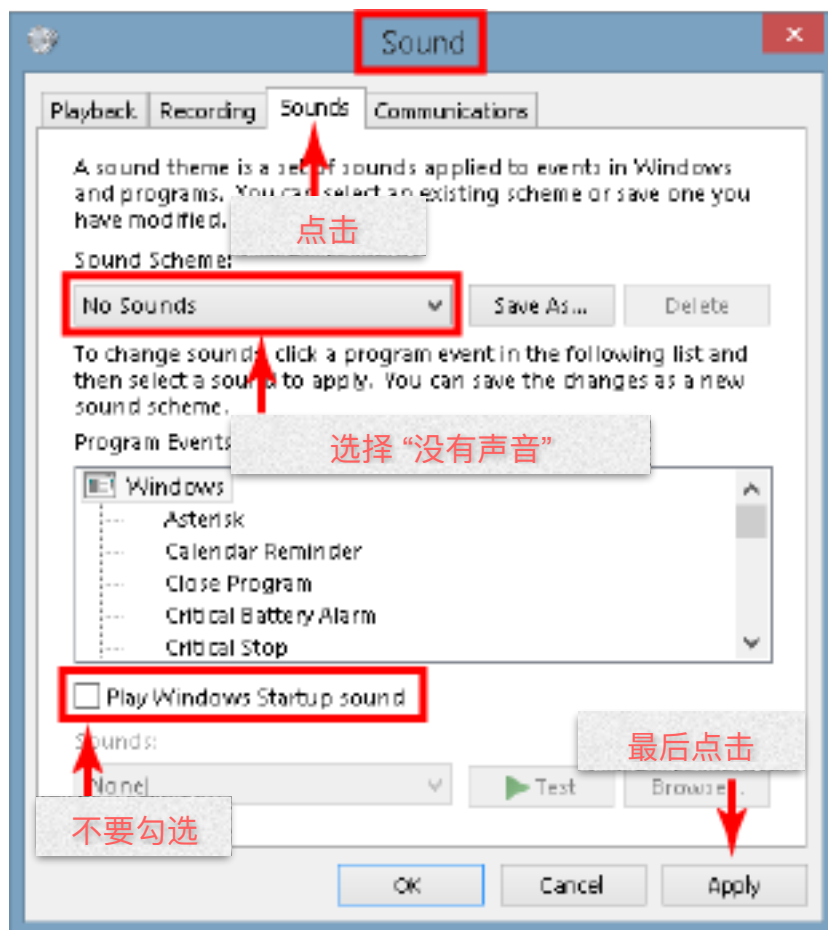 Sound
Playback Recording Sounds Communications
A sound theme is a set of sounds applied to events in Windows
and programs. You can select an existing scheme or save one you
have modified.
点击
Sound Scheme:
No Sounds Save As... Delete
To change sounds, click a program event in the following list and
then select a sound to apply. You can save the changes as a new
sound scheme.
Program Events
选择 “没有声音”
Windows
Asterisk
Calendar Reminder
Close Program
Critical Battery Alarm
Critical Stop
Play Windows Startup sound
Sounds:
最后点击
(None) Test Browse...
不要勾选
OK Cancel Apply